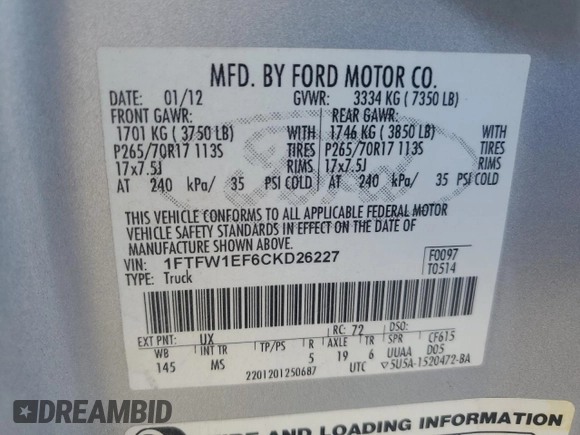 MFD. BY FORD MOTOR CO.
DATE: 01/12 GVWR: 3334 KG ( 7350 LB)
FRONT GAWR: REAR GAWR:
1701 KG ( 3750 LB) WITH 1746 KG ( 3850 LB) WITH
P265/70R17 113S TIRES P265/70R17 113S TIRES
17x7.5J RIMS 17x7.5J RIMS
AT 240 kPa/ 35 PSI COLD AT 240 kPa/ 35 PSI COLD
THIS VEHICLE CONFORMS TO ALL APPLICABLE FEDERAL MOTOR
VEHICLE SAFETY STANDARDS IN EFFECT ON THE DATE OF
MANUFACTURE SHOWN ABOVE.
VIN: 1FTFW1EF6CKD26227 F0097
TYPE: Truck T0514
EXT PNT: UX RC: 72 DSO:
WB INT TR TP/PS R AXLE TR SPR CF615
145 MS 5 19 6 UUAA D05
2201201250687 UTC 5U5A-1520472-BA
TIRE AND LOADING INFORMATION
DREAMBID
Ford